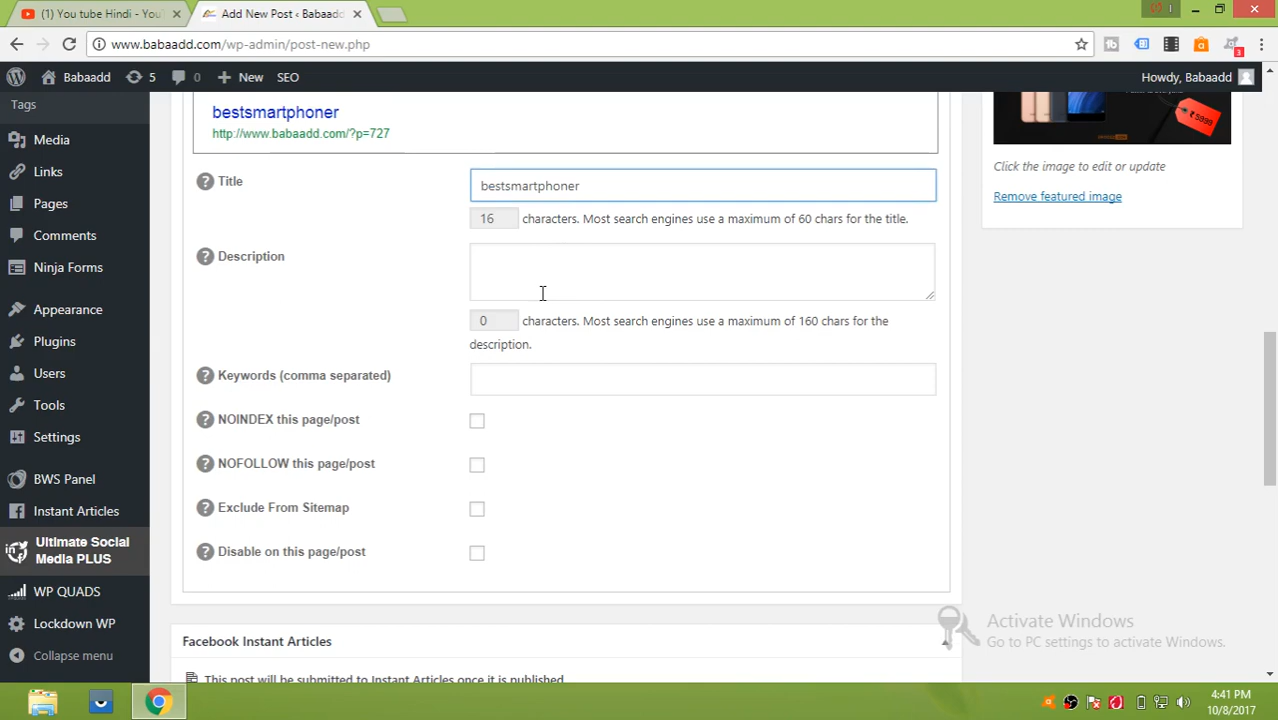 (1) You tube Hindi - You
Add New Post ‹ Babaadd
www.babaadd.com/wp-admin/post-new.php
3
Babaadd
5
0
New
SEO
Howdy, Babaadd
Tags
Media
Links
Pages
Comments
Ninja Forms
Appearance
Plugins
Users
Tools
Settings
BWS Panel
Instant Articles
Ultimate Social
Media PLUS
WP QUADS
Lockdown WP
Collapse menu
bestsmartphoner
http://www.babaadd.com/?p=727
? Title
bestsmartphoner
16 characters. Most search engines use a maximum of 60 chars for the title.
? Description
0 characters. Most search engines use a maximum of 160 chars for the
description.
? Keywords (comma separated)
? NOINDEX this page/post
? NOFOLLOW this page/post
? Exclude From Sitemap
? Disable on this page/post
Facebook Instant Articles
This post will be submitted to Instant Articles once it is published
₹5999
Click the image to edit or update
Remove featured image
Activate Windows
Go to PC settings to activate Windows.
4:41 PM
10/8/2017